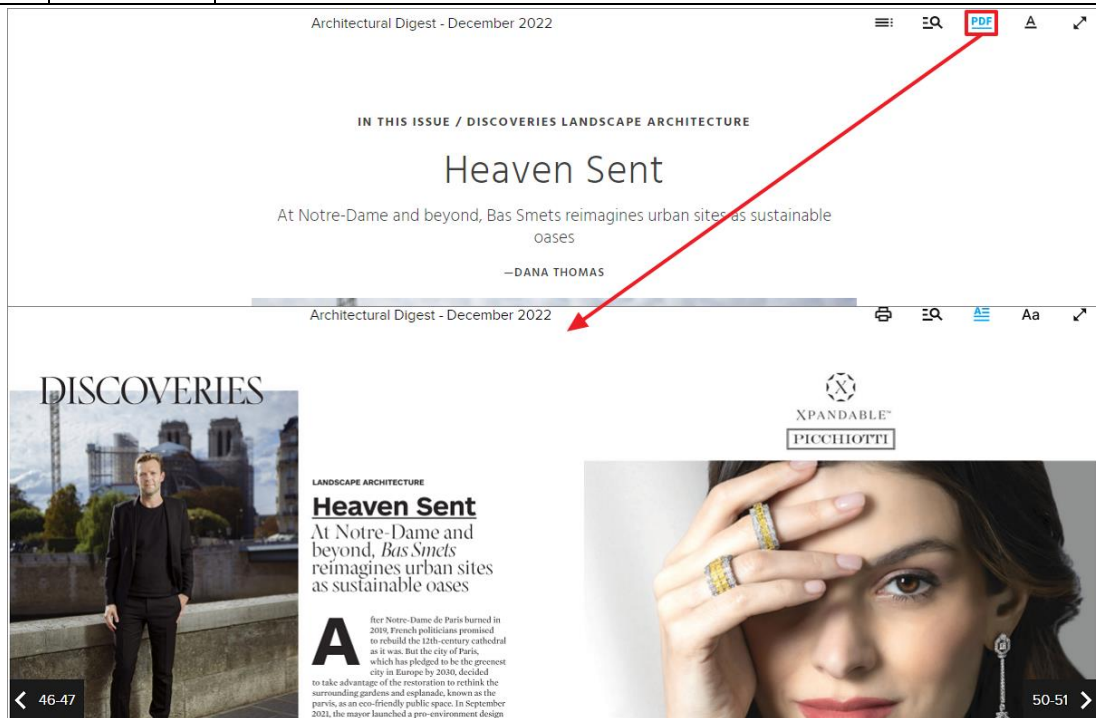 Architectural Digest - December 2022
PDF
A
IN THIS ISSUE / DISCOVERIES LANDSCAPE ARCHITECTURE
Heaven Sent
At Notre-Dame and beyond, Bas Smets reimagines urban sites as sustainable
oases
—DANA THOMAS
Architectural Digest - December 2022
A
Aa
DISCOVERIES
LANDSCAPE ARCHITECTURE
Heaven Sent
At Notre-Dame and
beyond, Bas Smets
reimagines urban sites
as sustainable oases
After Notre-Dame de Paris burned in
2019, French politicians promised
to rebuild the 12th-century cathedral
as it was. But the city of Paris,
which has pledged to be the greenest
city in Europe by 2030, decided
to take advantage of the restoration to rethink the
surrounding gardens and esplanade, known as the
parvis, as an eco-friendly public space. In September
2021, the mayor launched a pro-environment design
46-47
X
XPANDABLE™
PICCHIOTTI
50-51